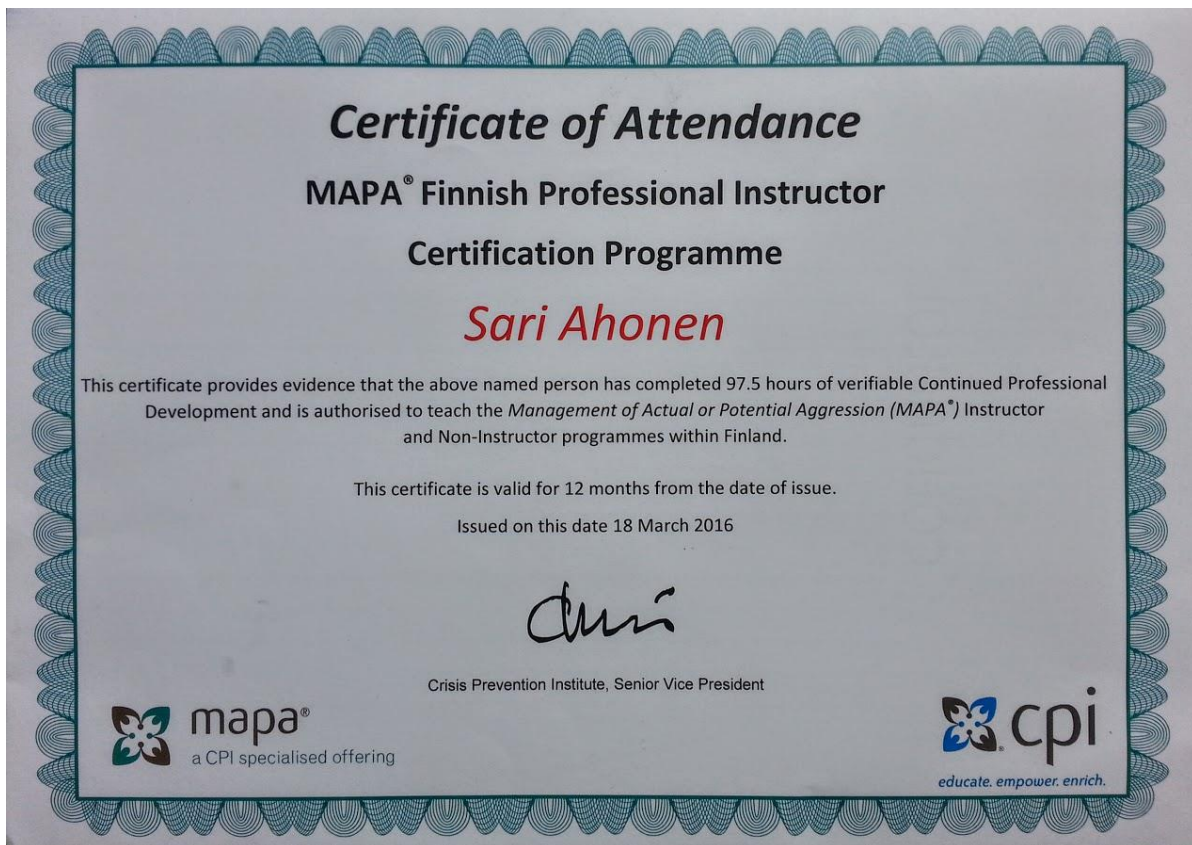 Certificate of Attendance
MAPA® Finnish Professional Instructor
Certification Programme
Sari Ahonen
This certificate provides evidence that the above named person has completed 97.5 hours of verifiable Continued Professional
Development and is authorised to teach the Management of Actual or Potential Aggression (MAPA®) Instructor
and Non-Instructor programmes within Finland.
This certificate is valid for 12 months from the date of issue.
Issued on this date 18 March 2016
Crisis Prevention Institute, Senior Vice President
mapa®
a CPI specialised offering
cpi
educate. empower. enrich.